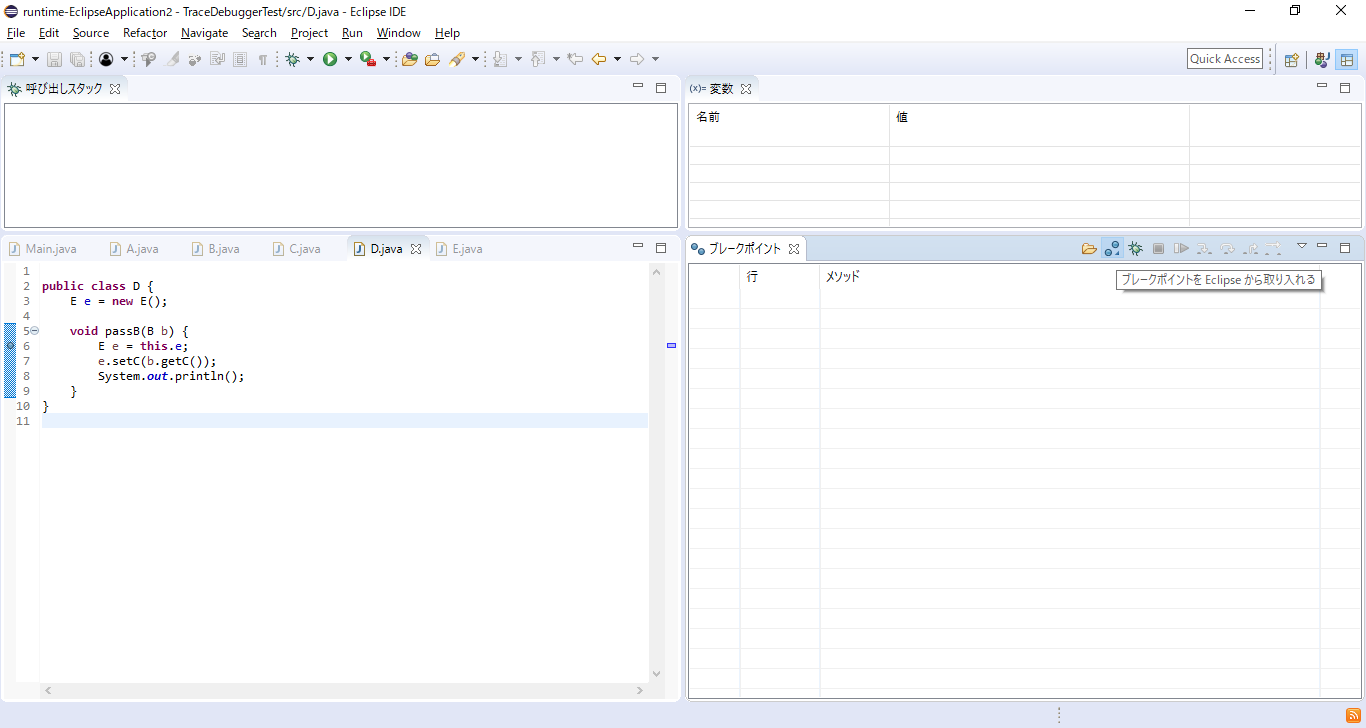 runtime-EclipseApplication2 - TraceDebuggerTest/src/D.java - Eclipse IDE
File Edit Source Refactor Navigate Search Project Run Window Help
Quick Access
呼び出しスタック
(x)= 変数
名前 値
Main.java A.java B.java C.java D.java E.java
1
2 public class D {
3 E e = new E();
4
5 void passB(B b) {
6 E e = this.e;
7 e.setC(b.getC());
8 System.out.println();
9 }
10 }
11
ブレークポイント
行 メソッド
ブレークポイントを Eclipse から取り入れる